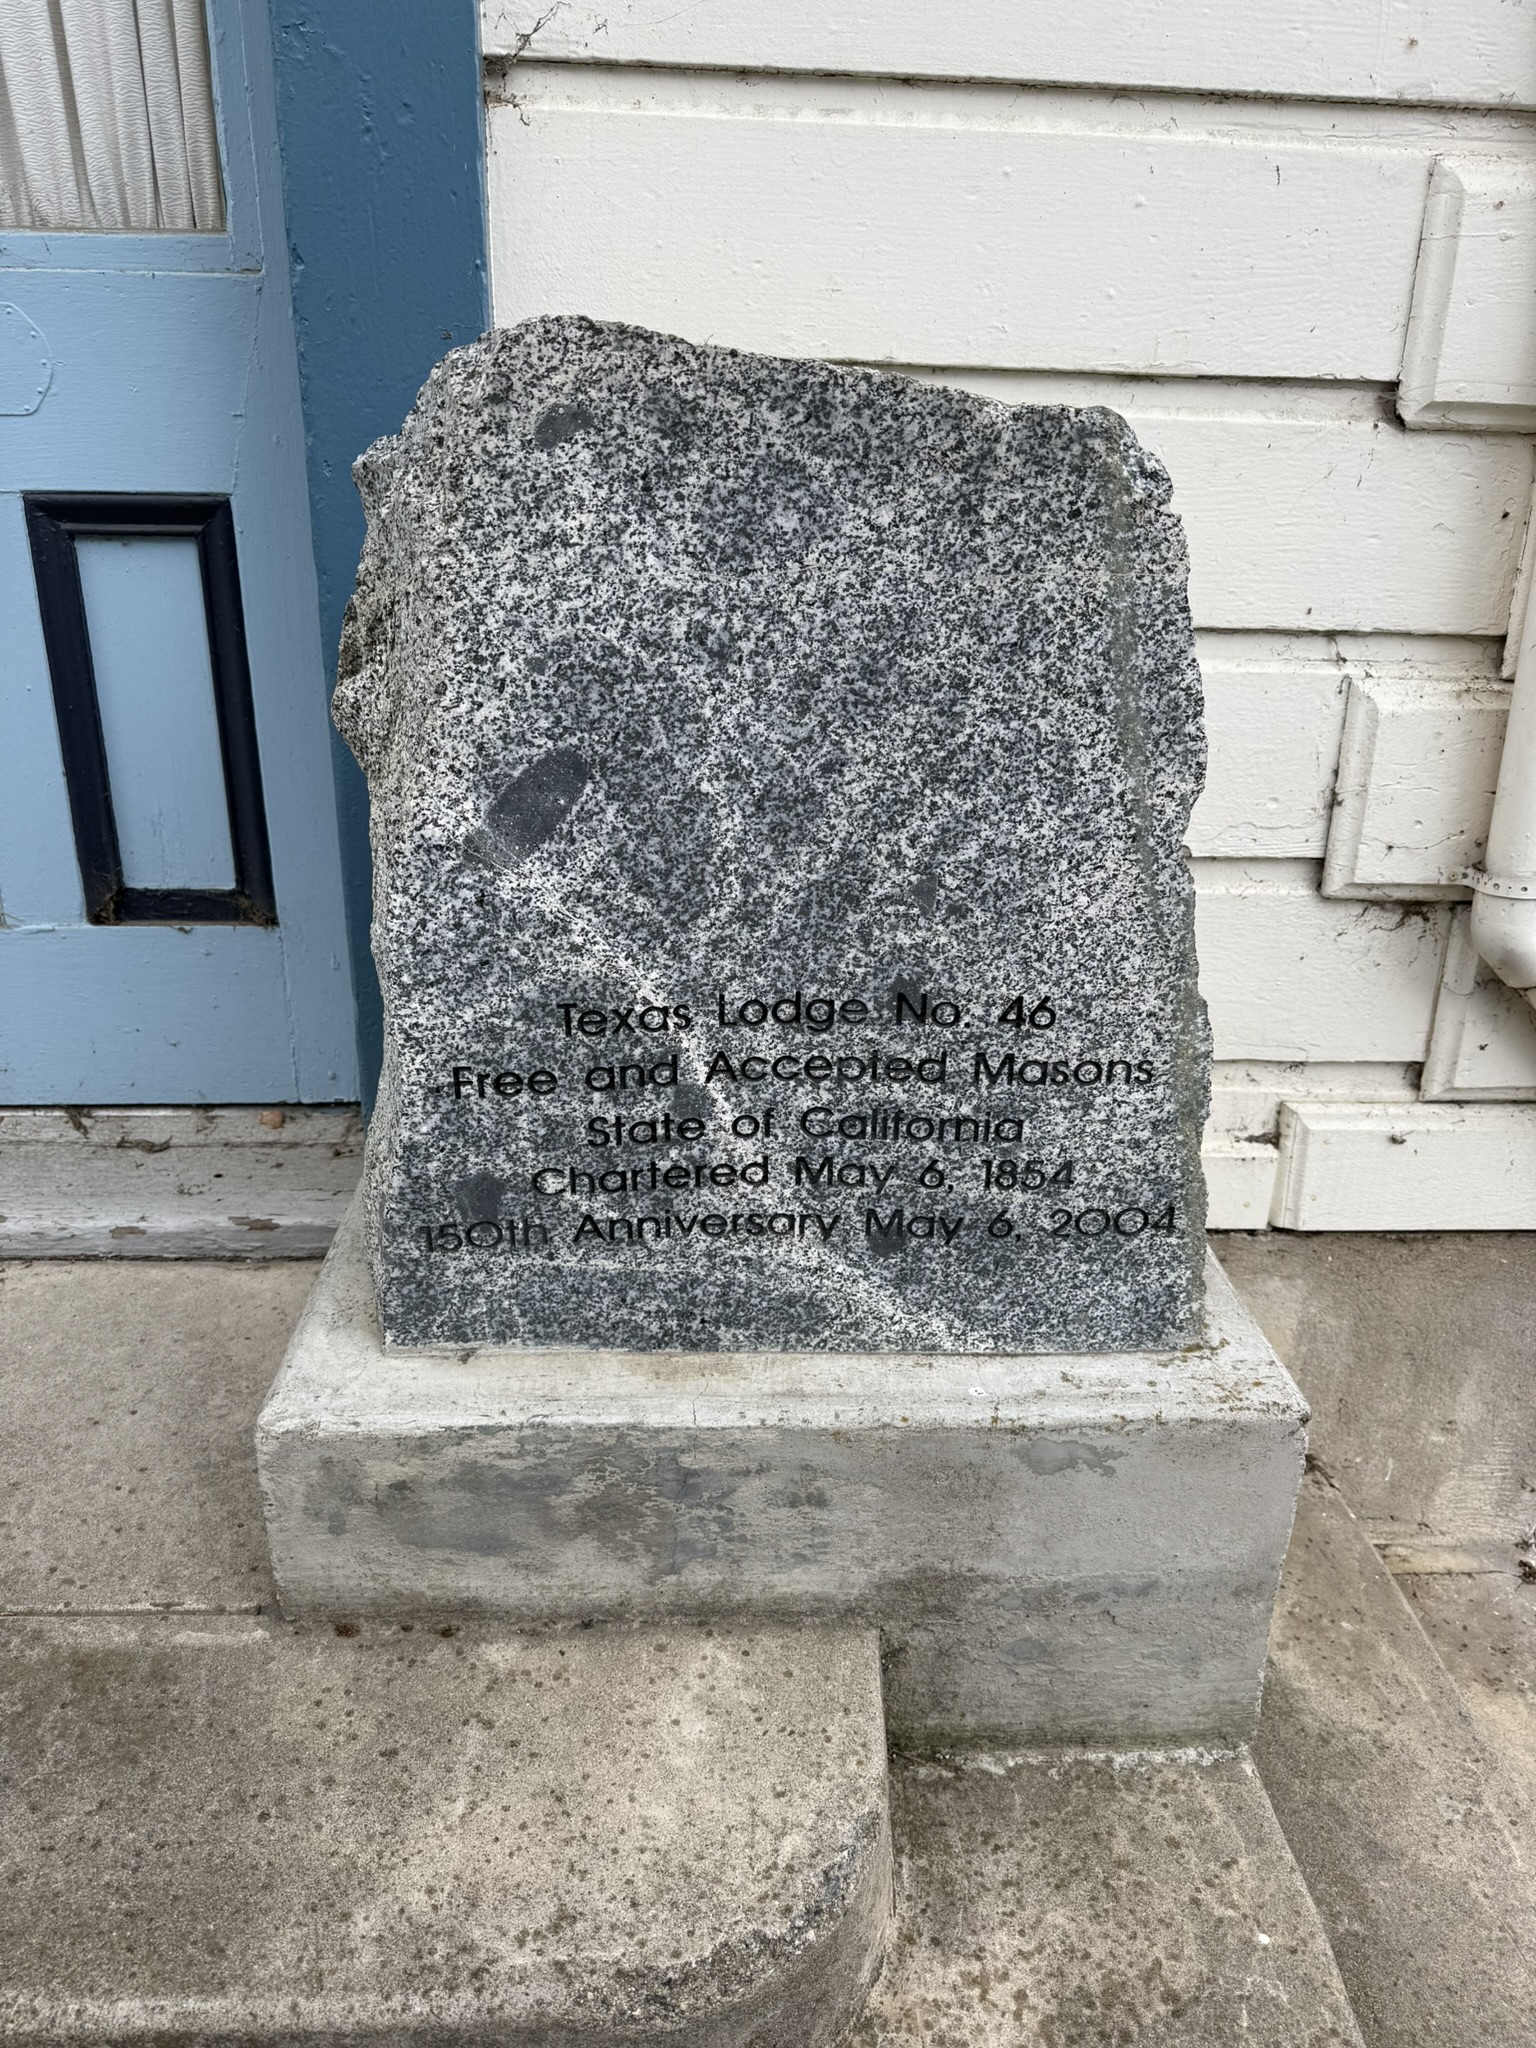 Texas Lodge No. 46
Free and Accepted Masons
State of California
Chartered May 6, 1854
150th Anniversary May 6, 2004